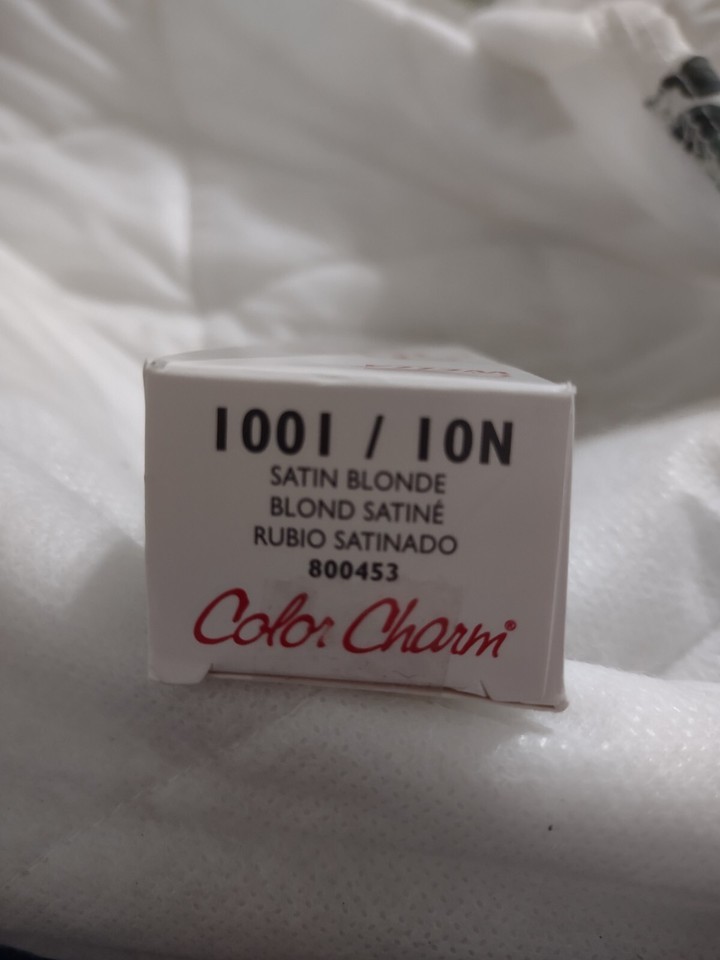 1001 / 10N
SATIN BLONDE
BLOND SATINÉ
RUBIO SATINADO
800453
Color Charm®